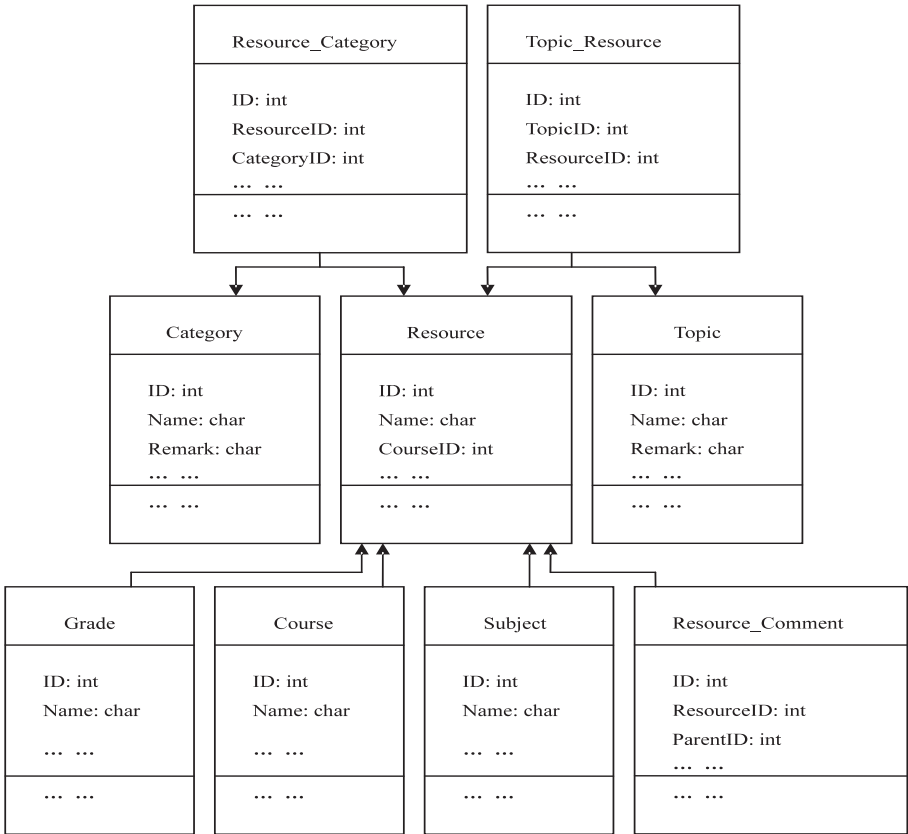 Resource_Category
ID: int
ResourceID: int
CategoryID: int
... ...
... ...
Topic_Resource
ID: int
TopicID: int
ResourceID: int
... ...
... ...
Category
ID: int
Name: char
Remark: char
... ...
... ...
Resource
ID: int
Name: char
CourseID: int
... ...
... ...
Topic
ID: int
Name: char
Remark: char
... ...
... ...
Grade
ID: int
Name: char
... ...
... ...
Course
ID: int
Name: char
... ...
... ...
Subject
ID: int
Name: char
... ...
... ...
Resource_Comment
ID: int
ResourceID: int
ParentID: int
... ...
... ...